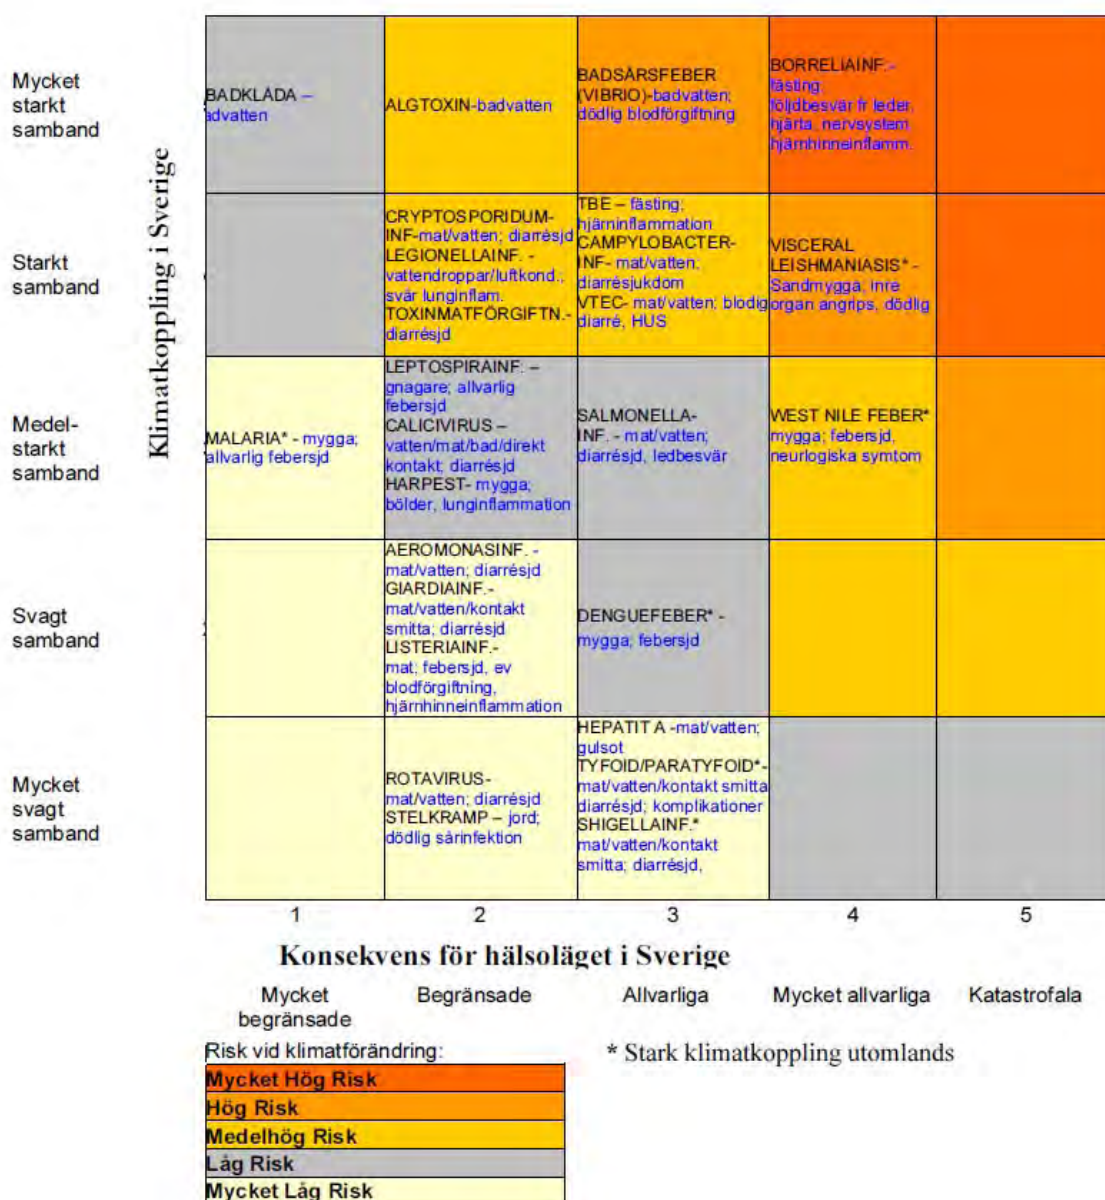 Klimatkoppling i Sverige
Mycket
starkt
samband
BADKLÅDA –
advatten
ALGTOXIN-badvatten
BADSÅRSFEBER
(VIBRIO)-badvatten;
dödlig blodförgiftning
BORRELIAINF.-
fästing;
följdbesvär fr leder,
hjärta, nervsystem
hjärnhinneinflamm.
Starkt
samband
CRYPTOSPORIDUM-
INF-mat/vatten; diarrésjd
LEGIONELLAINF. -
vattendroppar/luftkond.;
svår lunginflam.
TOXINMATFÖRGIFTN.-
diarrésjd
TBE – fästing;
hjärninflammation
CAMPYLOBACTER-
INF- mat/vatten;
diarrésjukdom
VTEC- mat/vatten; blodig
diarré, HUS
VISCERAL
LEISHMANIASIS* -
Sandmygga; inre
organ angrips, dödlig
Medel-
starkt
samband
MALARIA* - mygga;
allvarlig febersjd
LEPTOSPIRAINF. –
gnagare; allvarlig
febersjd
CALICIVIRUS –
vatten/mat/bad/direkt
kontakt; diarrésjd
HARPEST- mygga;
bölder, lunginflammation
SALMONELLA-
INF. - mat/vatten;
diarrésjd, ledbesvär
WEST NILE FEBER*
mygga; febersjd,
neurlogiska symtom
Svagt
samband
AEROMONASINF. -
mat/vatten; diarrésjd
GIARDIAINF.-
mat/vatten/kontakt
smitta; diarrésjd
LISTERIAINF.-
mat; febersjd, ev
blodförgiftning,
hjärnhinneinflammation
DENGUEFEBER* -
mygga; febersjd
Mycket
svagt
samband
ROTAVIRUS-
mat/vatten; diarrésjd
STELKRAMP – jord;
dödlig sårinfektion
HEPATIT A -mat/vatten;
gulsot
TYFOID/PARATYFOID*-
mat/vatten/kontakt smitta
diarrésjd; komplikationer
SHIGELLAINF.*
mat/vatten/kontakt
smitta; diarrésjd,
1 2 3 4 5
Konsekvens för hälsoläget i Sverige
Mycket
begränsade
Begränsade
Allvarliga
Mycket allvarliga
Katastrofala
Risk vid klimatförändring:
* Stark klimatkoppling utomlands
Mycket Hög Risk
Hög Risk
Medelhög Risk
Låg Risk
Mycket Låg Risk